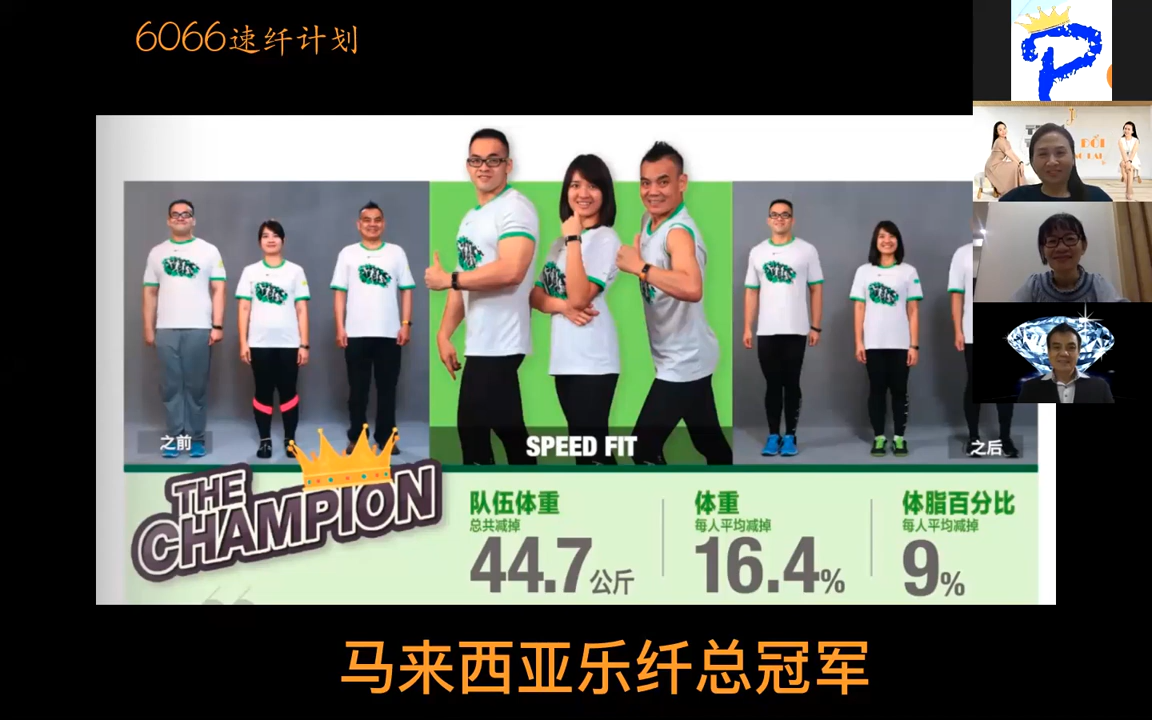 6066速纤计划
P
ĐỔI
之前
SPEED FIT
之后
THE CHAMPION
队伍体重
总共减掉
44.7公斤
体重
每人平均减掉
16.4%
体脂百分比
每人平均减掉
9%
马来西亚乐纤总冠军